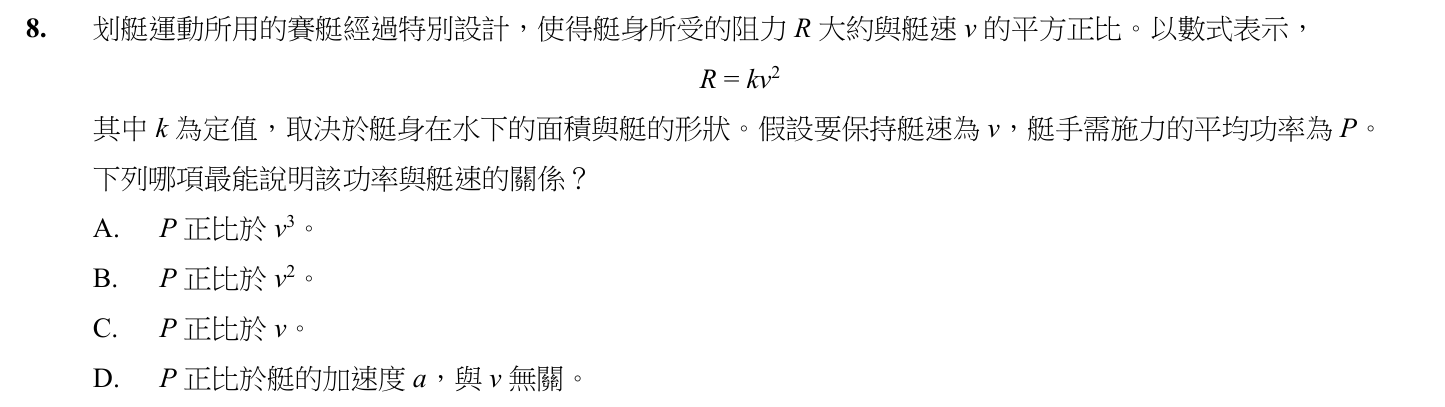 8. 划艇運動所用的賽艇經過特別設計，使得艇身所受的阻力 R 大約與艇速 v 的平方正比。以數式表示，
R = kv²
其中 k 為定值，取決於艇身在水下的面積與艇的形狀。假設要保持艇速為 v，艇手需施力的平均功率為 P。
下列哪項最能說明該功率與艇速的關係？
A. P 正比於 v³。
B. P 正比於 v²。
C. P 正比於 v。
D. P 正比於艇的加速度 a，與 v 無關。